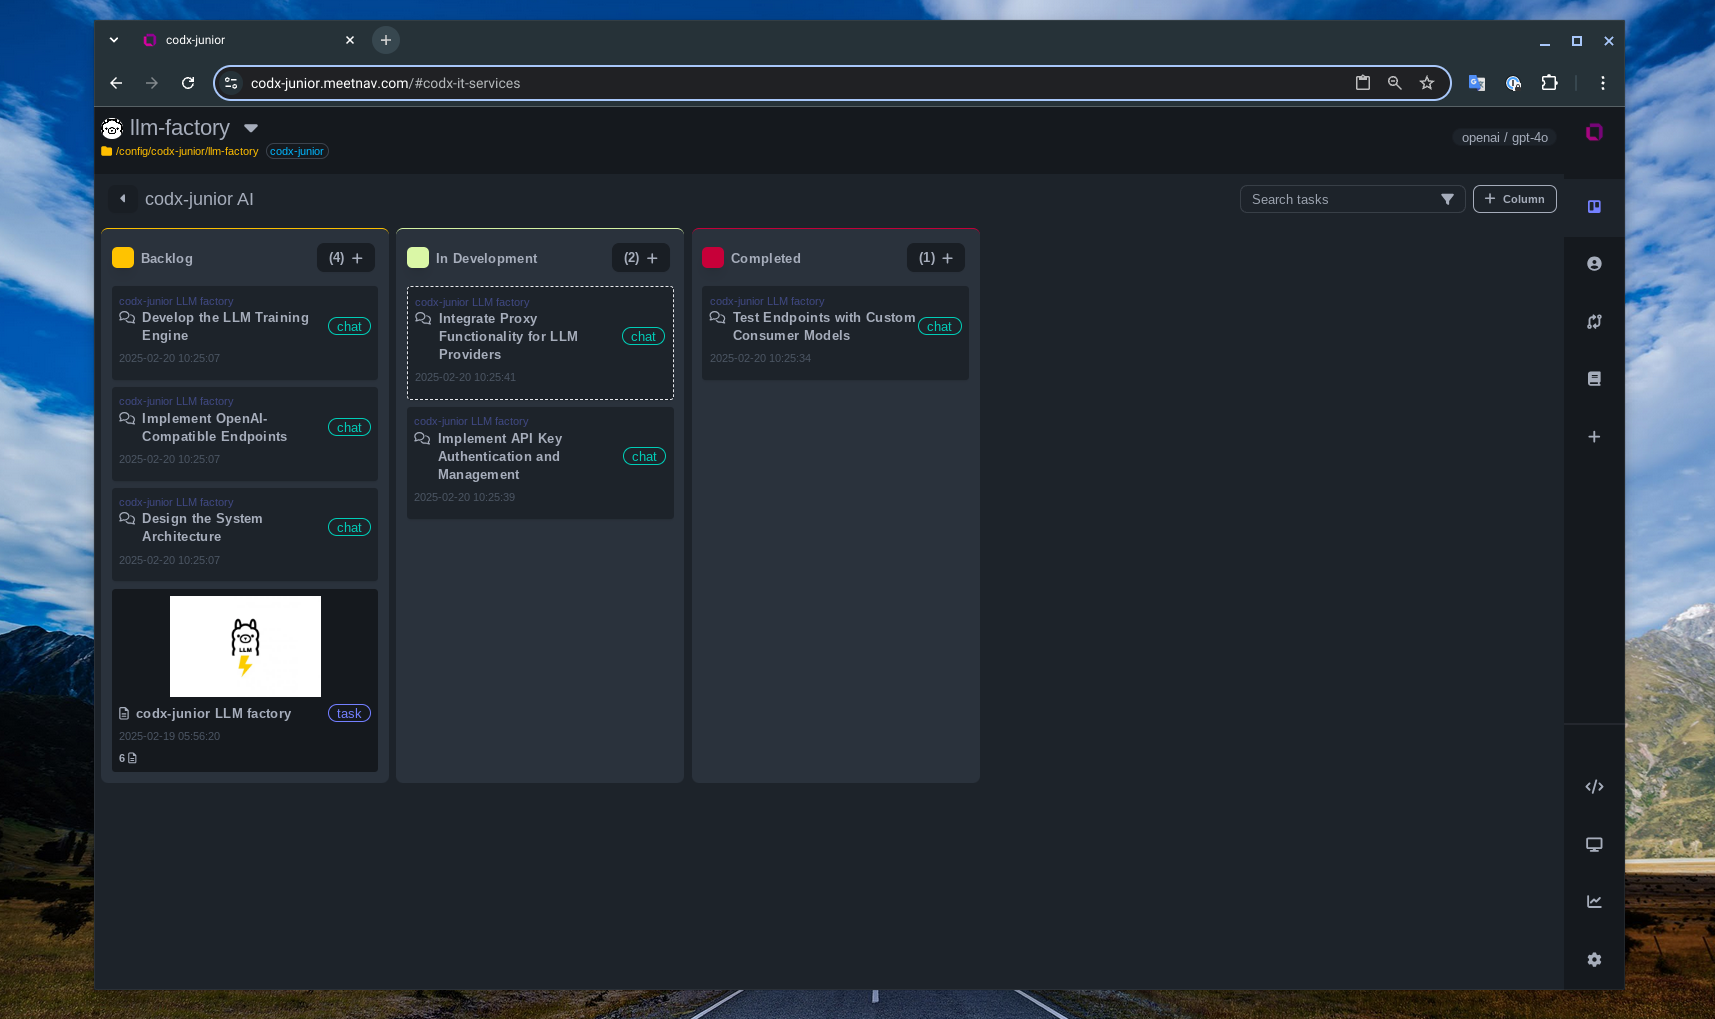 codx-junior
codx-junior.meetnav.com/#codx-it-services
llm-factory
/config/codx-junior/llm-factory codx-junior
openai / gpt-4o
codx-junior AI
Search tasks
Column
Backlog
(4)
codx-junior LLM factory
Develop the LLM Training
Engine
chat
2025-02-20 10:25:07
codx-junior LLM factory
Implement OpenAI-
Compatible Endpoints
chat
2025-02-20 10:25:07
codx-junior LLM factory
Design the System
Architecture
chat
2025-02-20 10:25:07
LLM
codx-junior LLM factory
task
2025-02-19 05:56:20
6
In Development
(2)
codx-junior LLM factory
Integrate Proxy
Functionality for LLM
Providers
chat
2025-02-20 10:25:41
codx-junior LLM factory
Implement API Key
Authentication and
Management
chat
2025-02-20 10:25:39
Completed
(1)
codx-junior LLM factory
Test Endpoints with Custom
Consumer Models
chat
2025-02-20 10:25:34